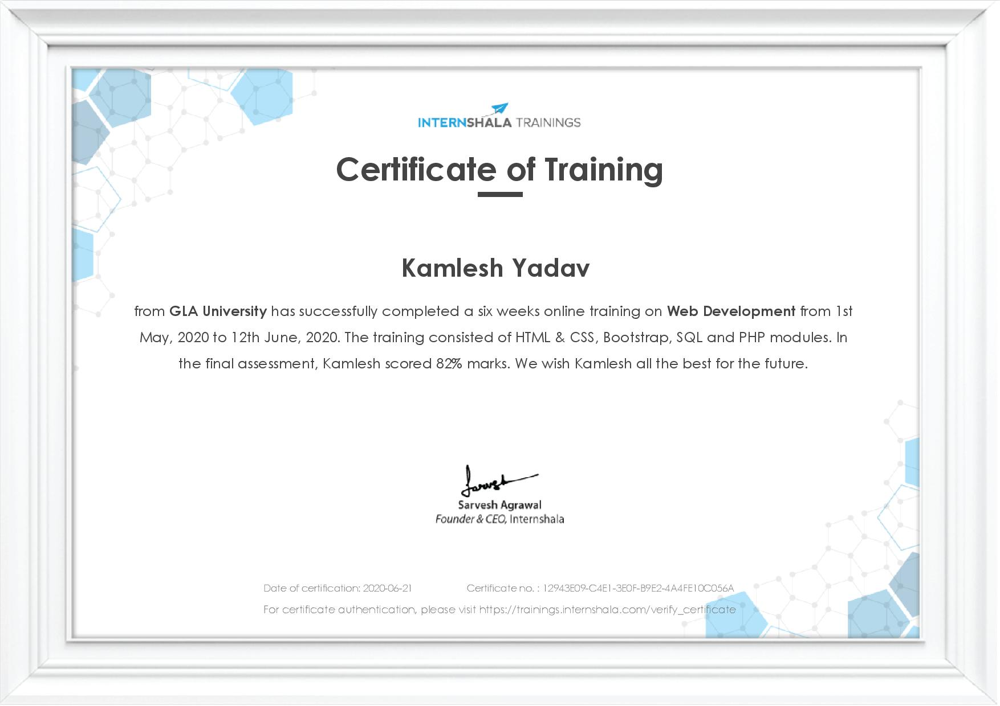 INTERNSHALA TRAININGS
Certificate of Training
Kamlesh Yadav
from GLA University has successfully completed a six weeks online training on Web Development from 1st
May, 2020 to 12th June, 2020. The training consisted of HTML & CSS, Bootstrap, SQL and PHP modules. In
the final assessment, Kamlesh scored 82% marks. We wish Kamlesh all the best for the future.
Sarvesh
Sarvesh Agrawal
Founder & CEO, Internshala
Date of certification: 2020-06-21 Certificate no. : 12943E09-C4E1-3E0F-B9E2-4A4FE10C056A
For certificate authentication, please visit https://trainings.internshala.com/verify_certificate